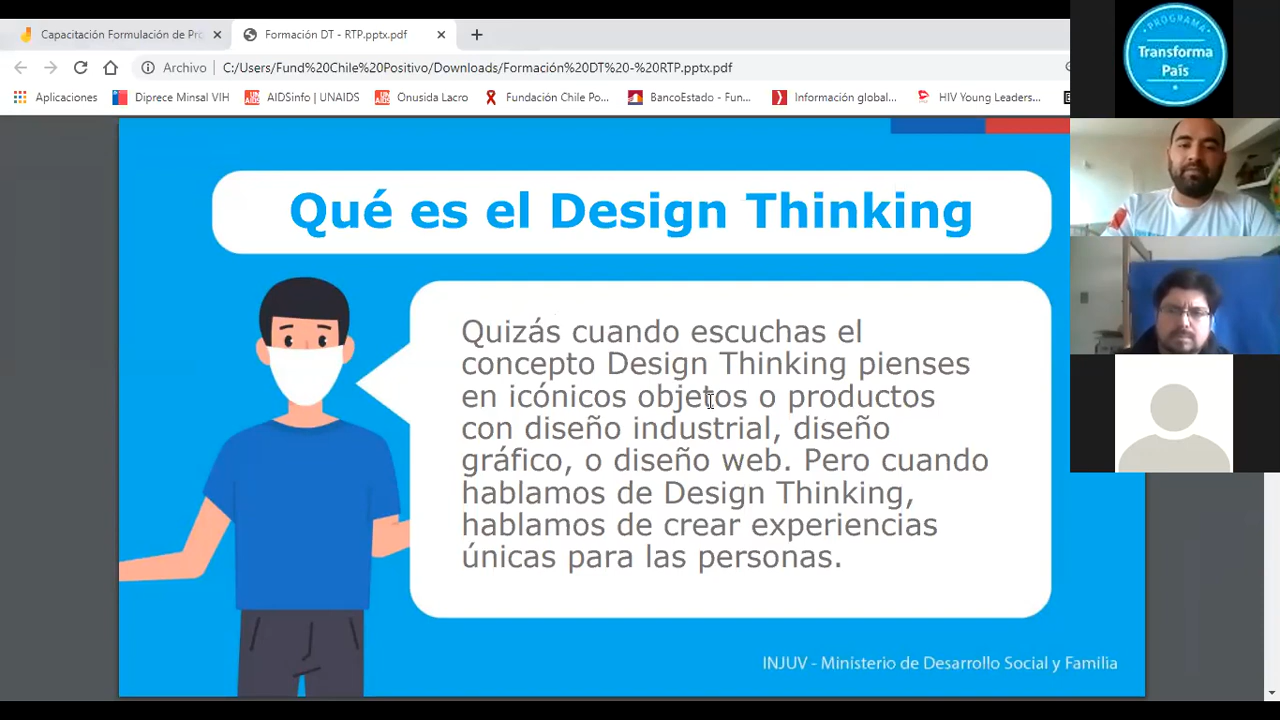 Capacitación Formulación de Pro
Formación DT - RTP.pptx.pdf
Archivo
C:/Users/Fund%20Chile%20Positivo/Downloads/Formación%20DT%20-%20RTP.pptx.pdf
Aplicaciones
Diprece Minsal VIH
AIDSinfo | UNAIDS
Onusida Lacro
Fundación Chile Po...
BancoEstado - Fun...
Información global...
HIV Young Leaders...
PROGRAMA
Transforma
País
Qué es el Design Thinking
Quizás cuando escuchas el
concepto Design Thinking pienses
en icónicos objetos o productos
con diseño industrial, diseño
gráfico, o diseño web. Pero cuando
hablamos de Design Thinking,
hablamos de crear experiencias
únicas para las personas.
INJUV - Ministerio de Desarrollo Social y Familia